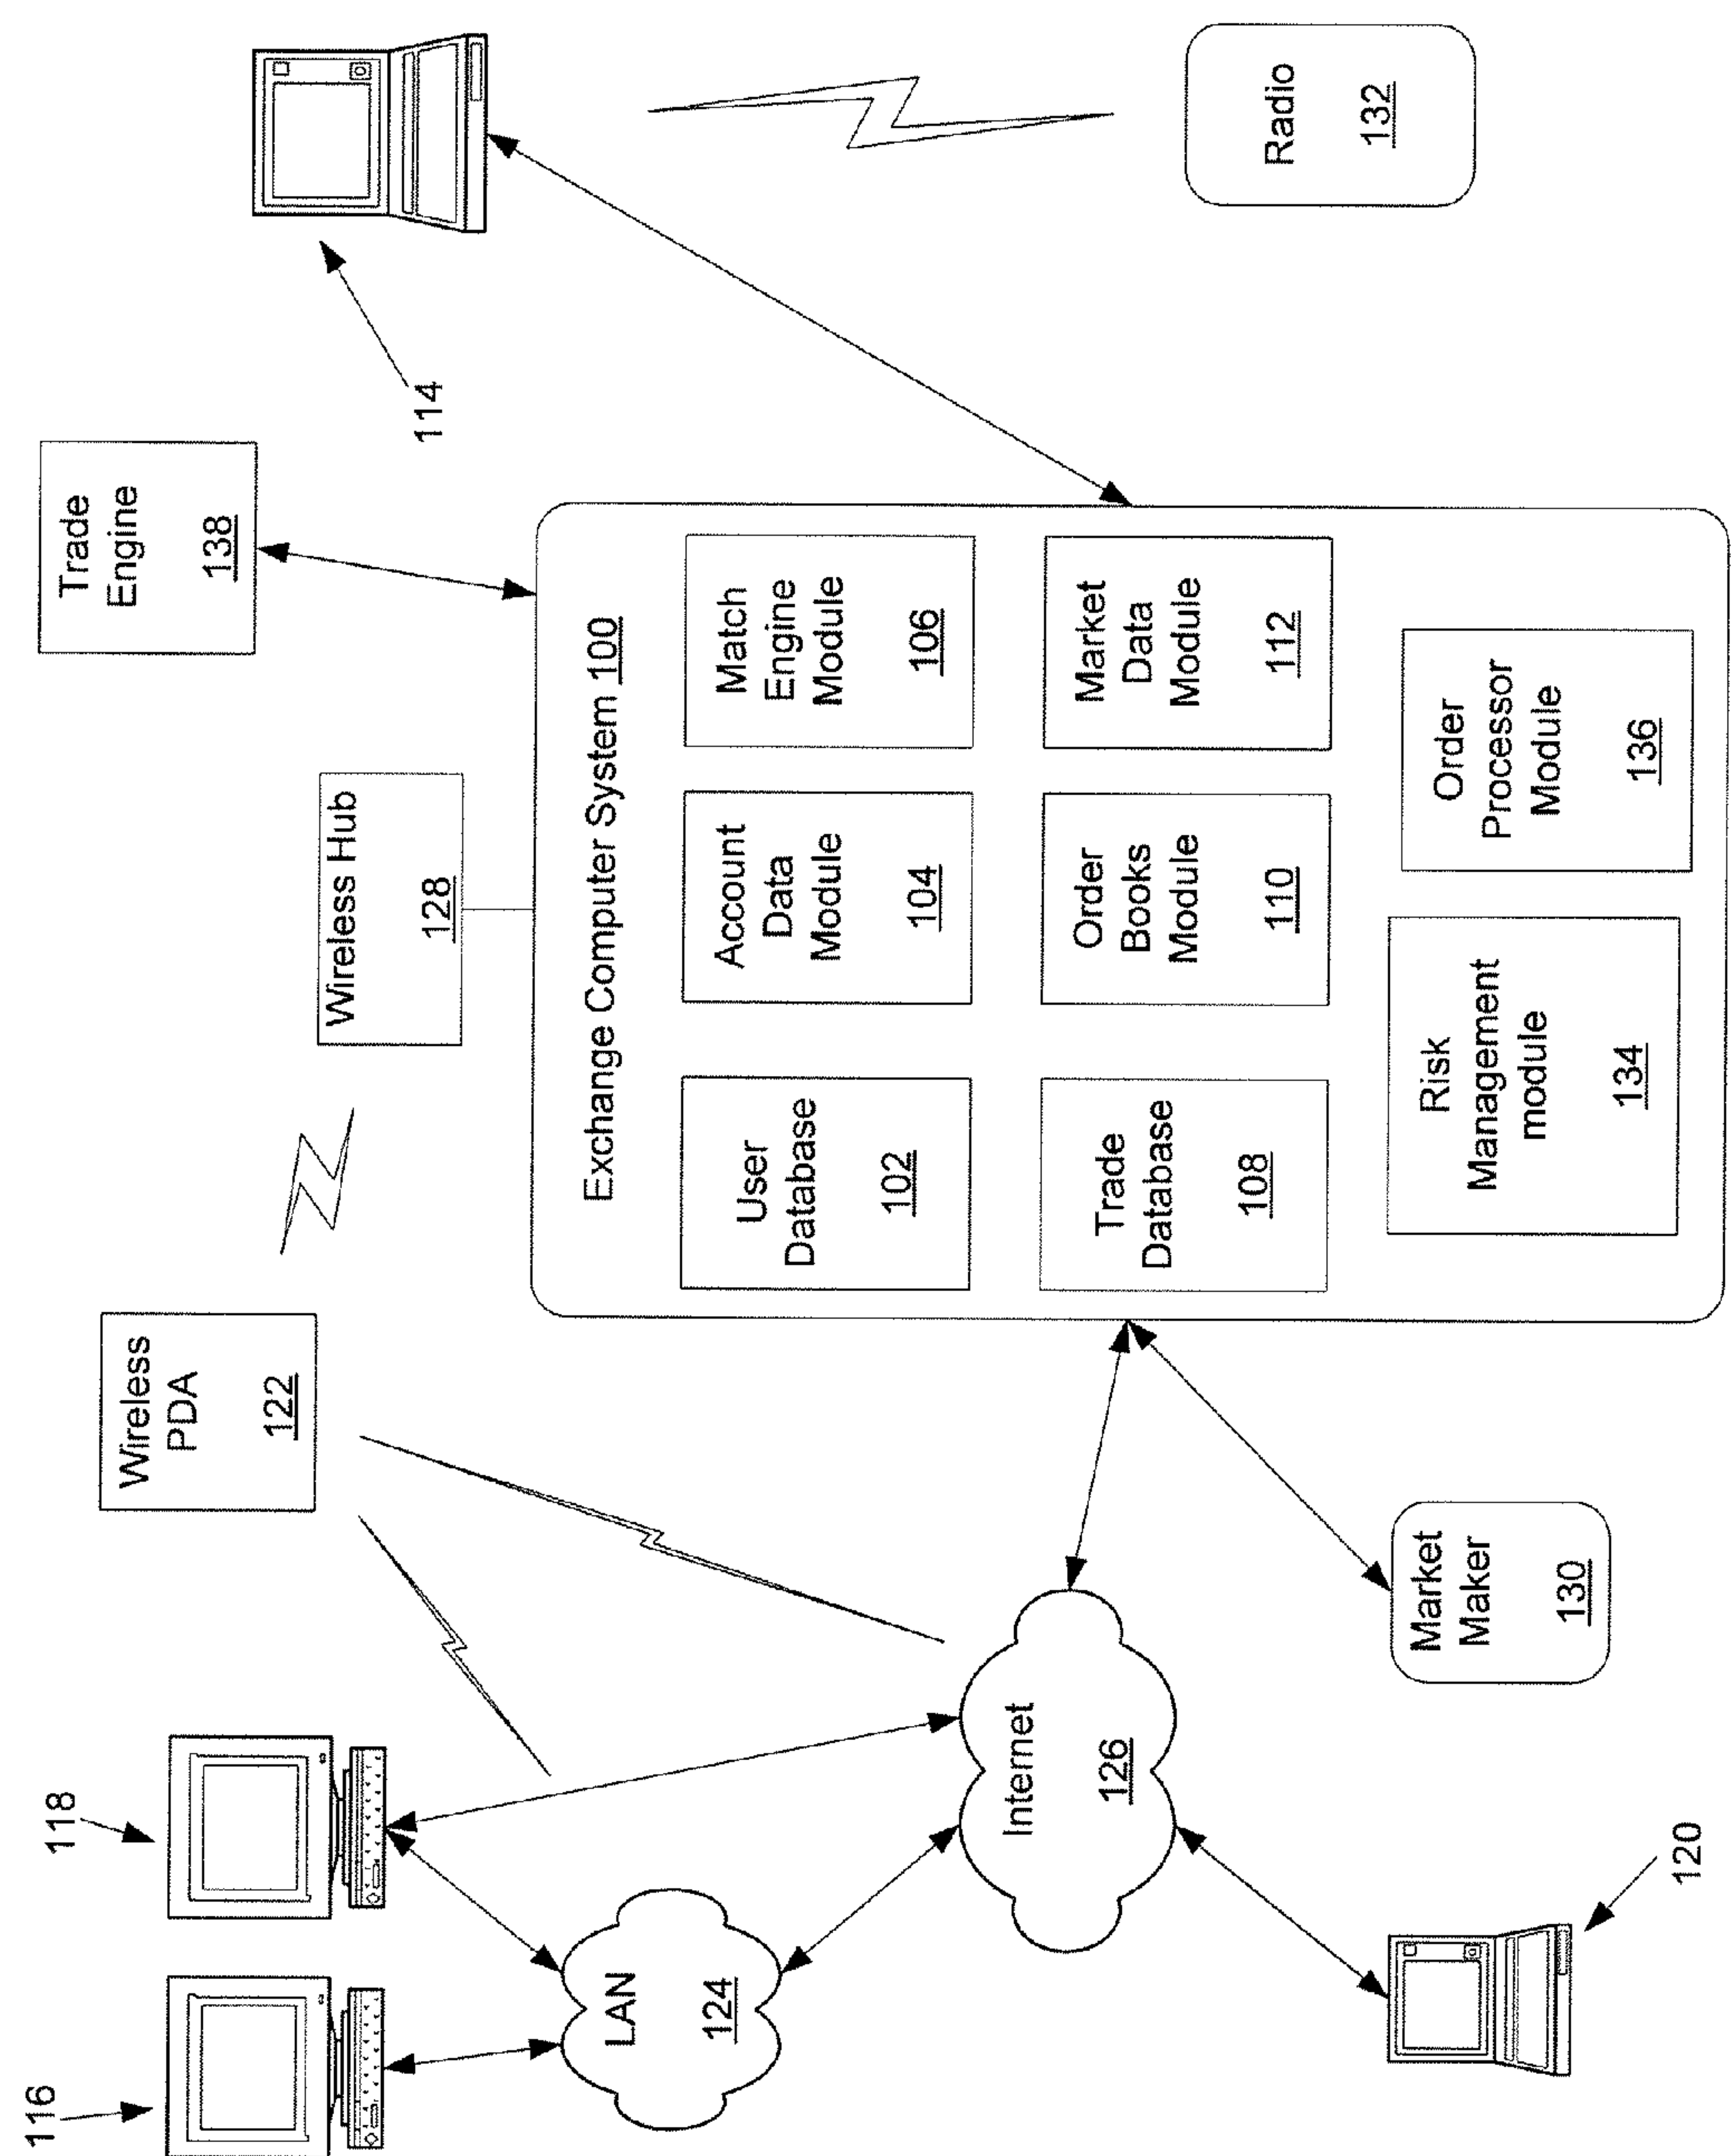 116
118
Wireless
PDA
122
Wireless Hub
128
Trade
Engine
138
114
LAN
124
Internet
126
Exchange Computer System 100
User
Database
102
Account
Data
Module
104
Match
Engine
Module
106
Trade
Database
108
Order
Books
Module
110
Market
Data
Module
112
Risk
Management
module
134
Order
Processor
Module
136
120
Market
Maker
130
Radio
132